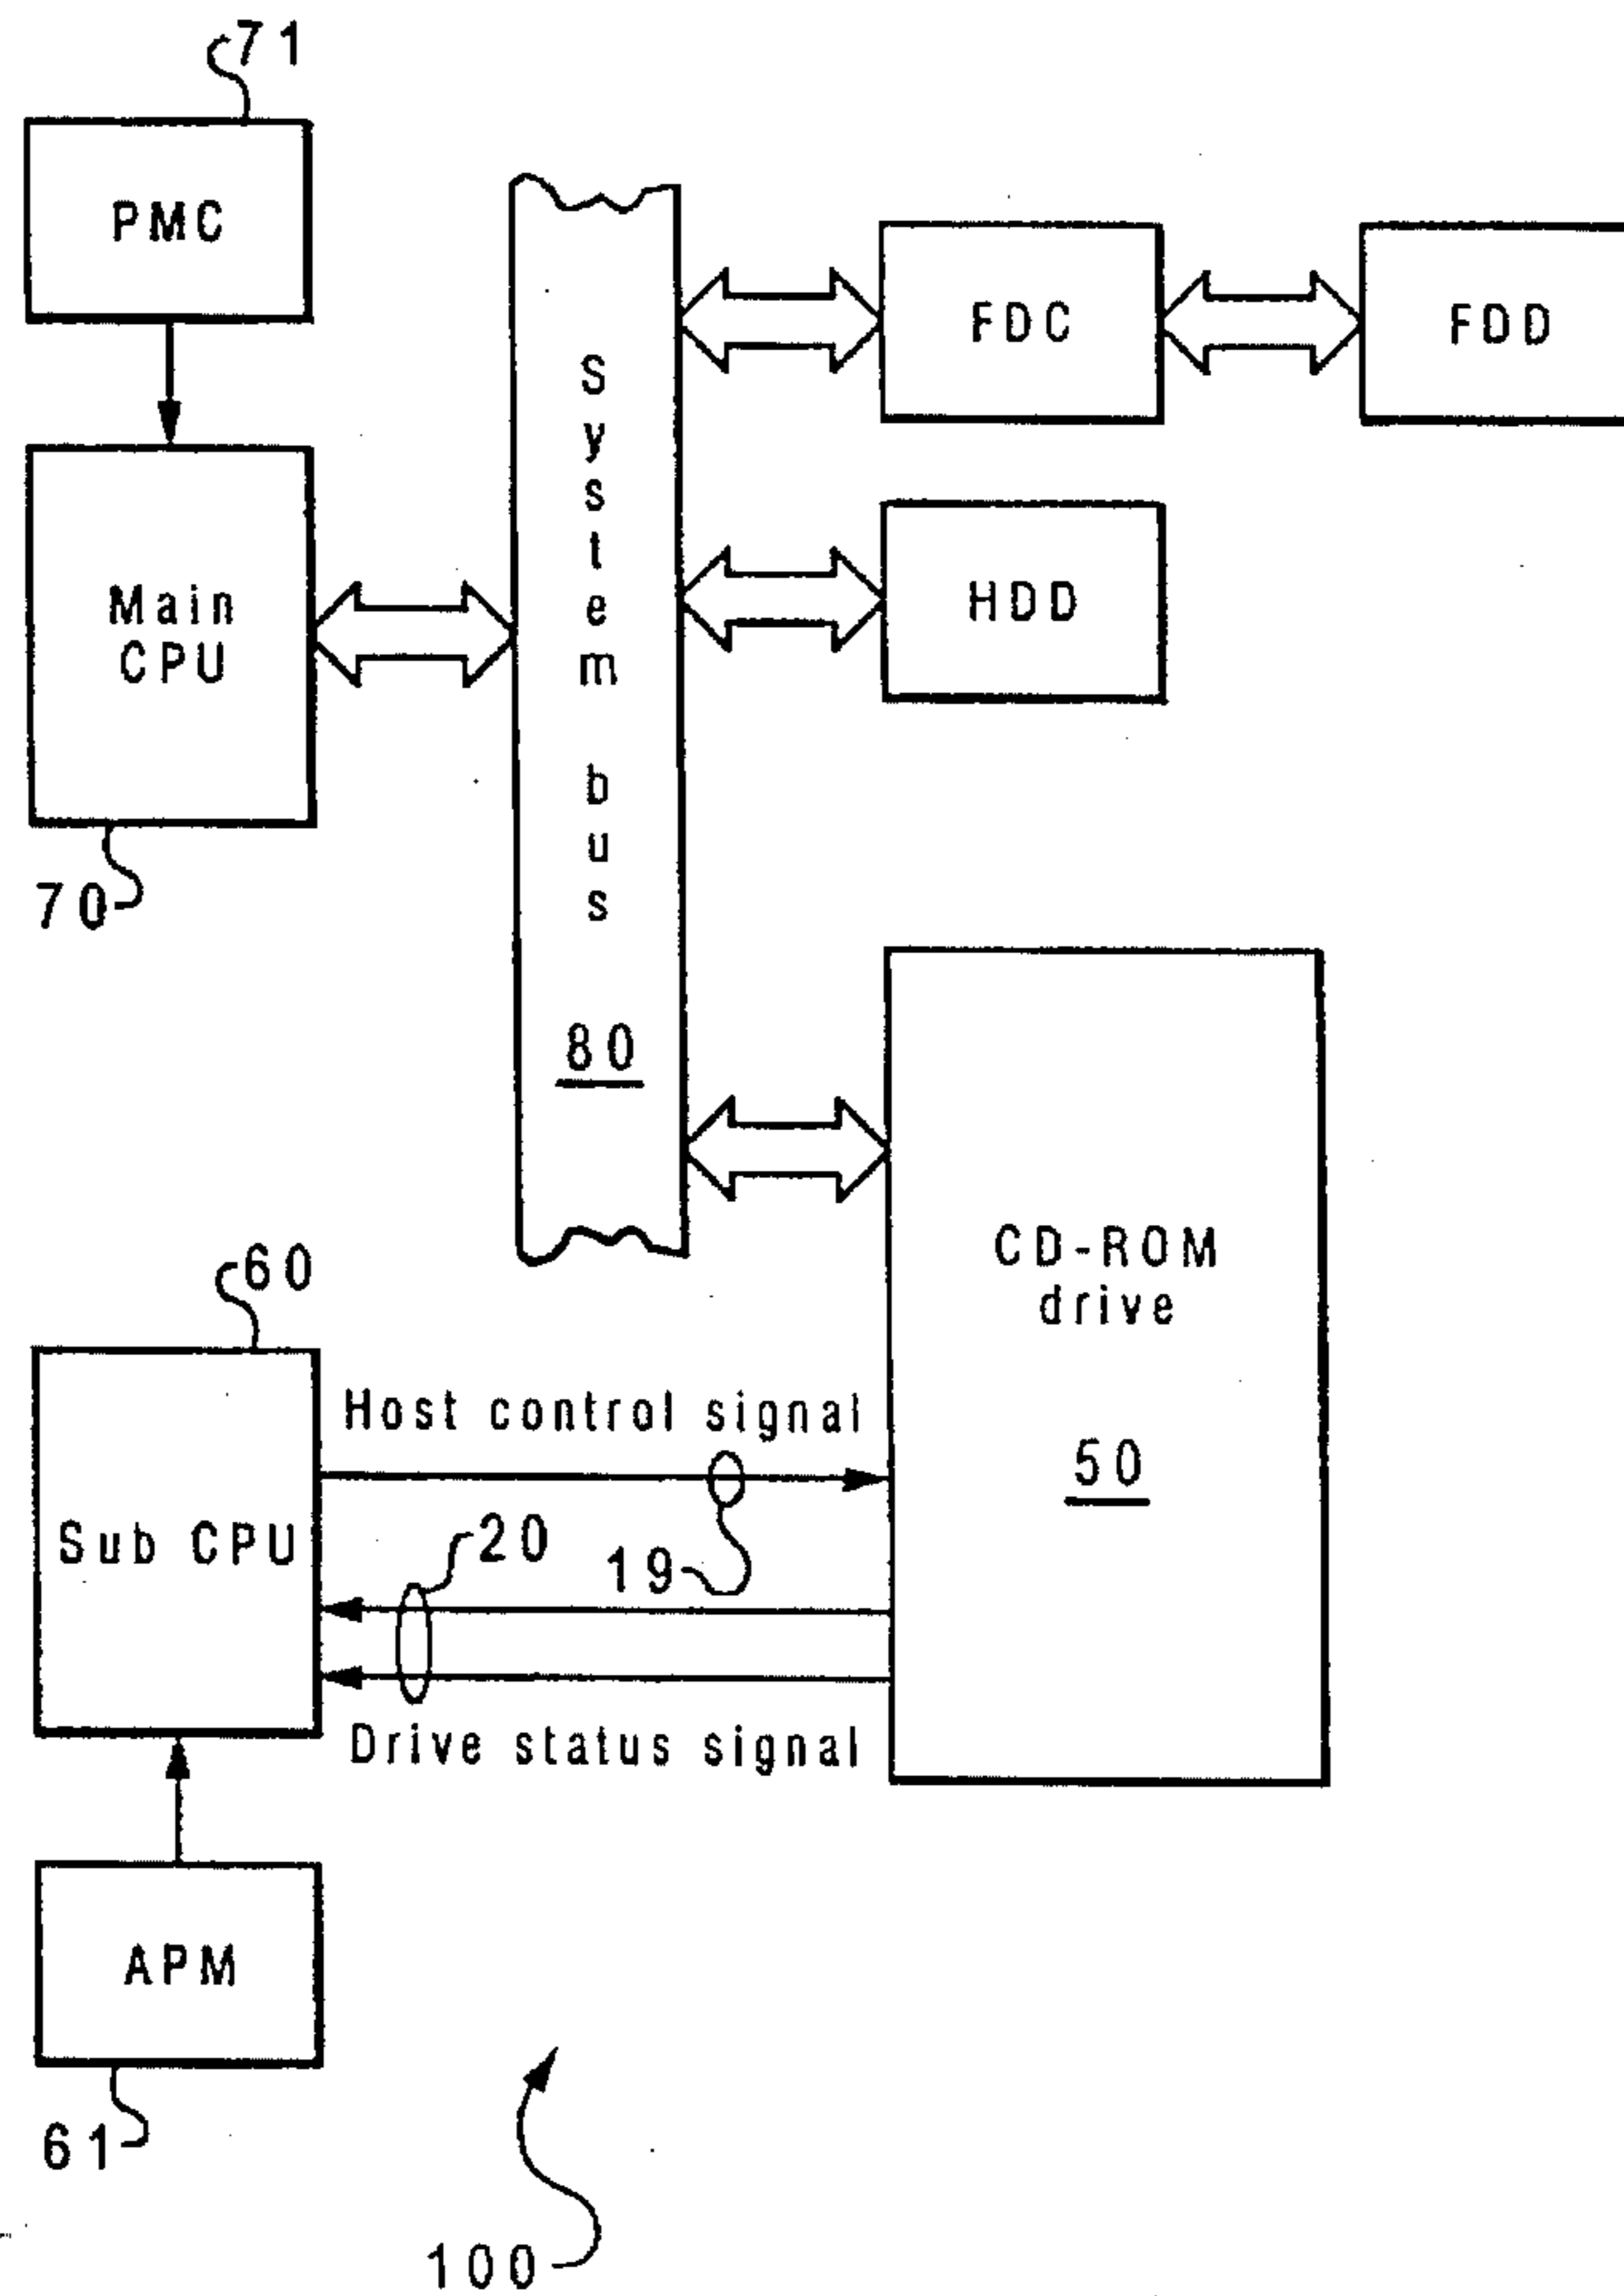 71
PMC
FDC
FDD
System bus
HDD
Main
CPU
70
80
CD-ROM
drive
50
60
Host control signal
Sub CPU
20
19
Drive status signal
APM
61
100